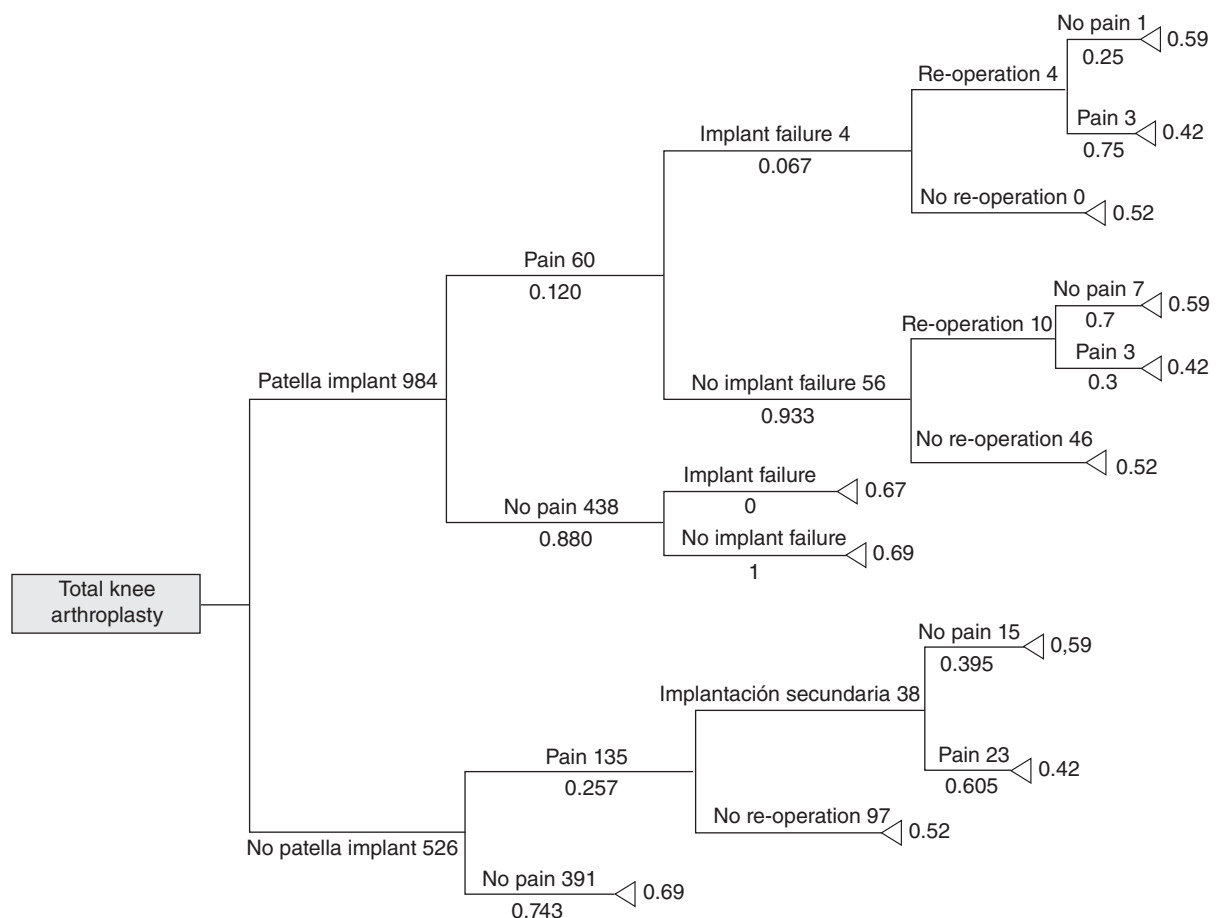 No pain 1
0.25
0.59
Re-operation 4
Pain 3
0.75
0.42
Implant failure 4
0.067
No re-operation 0
0.52
Pain 60
0.120
No pain 7
0.7
0.59
Re-operation 10
Pain 3
0.3
0.42
Patella implant 984
No implant failure 56
0.933
No re-operation 46
0.52
Implant failure
0
0.67
No pain 438
0.880
No implant failure
1
0.69
Total knee
arthroplasty
No pain 15
0.395
0,59
Implantación secundaria 38
Pain 135
0.257
Pain 23
0.605
0.42
No re-operation 97
0.52
No patella implant 526
No pain 391
0.743
0.69